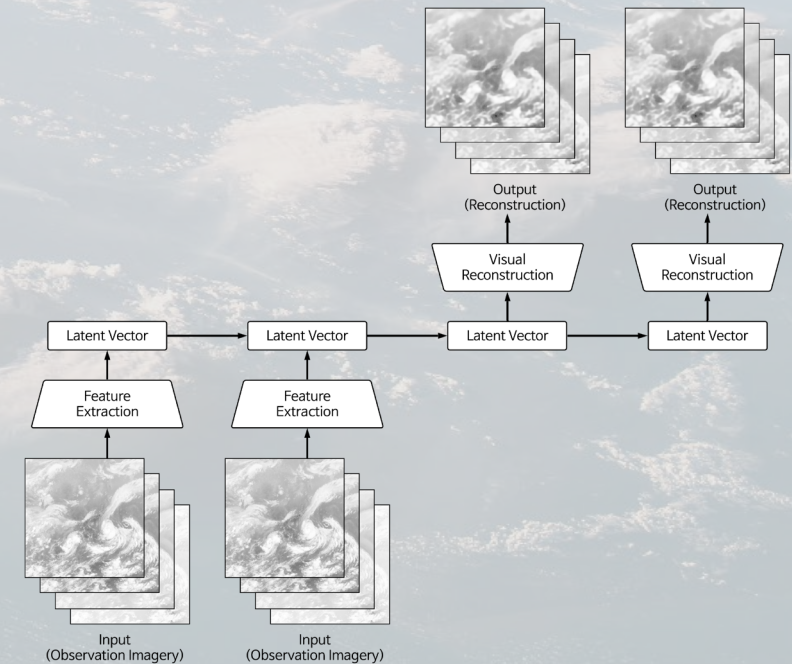 Output
(Reconstruction)
Output
(Reconstruction)
Visual
Reconstruction
Visual
Reconstruction
Latent Vector
Latent Vector
Latent Vector
Latent Vector
Feature
Extraction
Feature
Extraction
Input
(Observation Imagery)
Input
(Observation Imagery)